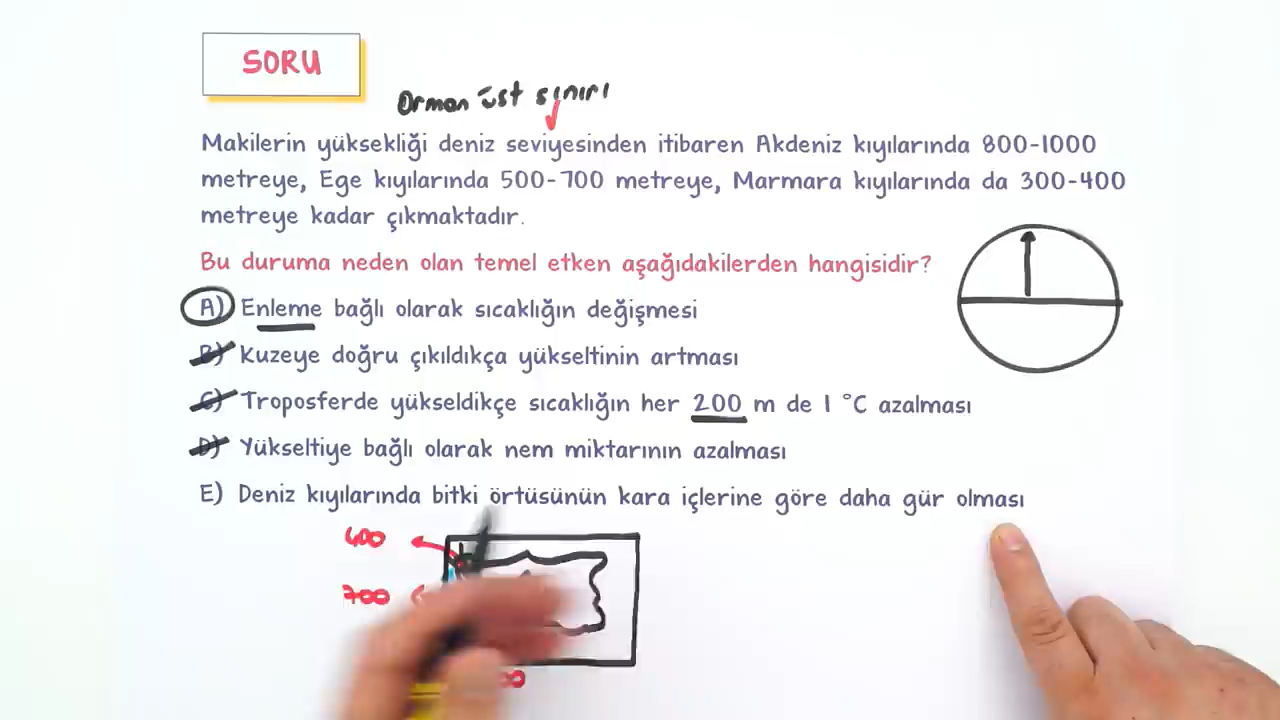 SORU
Orman üst sınırı
Makilerin yüksekliği deniz seviyesinden itibaren Akdeniz kıyılarında 800-1000
metreye, Ege kıyılarında 500-700 metreye, Marmara kıyılarında da 300-400
metreye kadar çıkmaktadır.
Bu duruma neden olan temel etken aşağıdakilerden hangisidir?
A) Enleme bağlı olarak sıcaklığın değişmesi
B) Kuzeye doğru çıkıldıkça yükseltinin artması
C) Troposferde yükseldikçe sıcaklığın her 200 m de 1 °C azalması
D) Yükseltiye bağlı olarak nem miktarının azalması
E) Deniz kıyılarında bitki örtüsünün kara içlerine göre daha gür olması
400
700